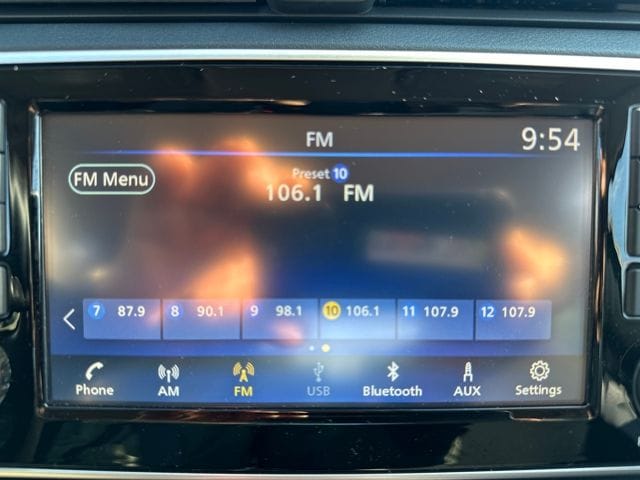 FM
9:54
FM Menu
Preset 10
106.1 FM
7 87.9 8 90.1 9 98.1 10 106.1 11 107.9 12 107.9
Phone AM FM USB Bluetooth AUX Settings